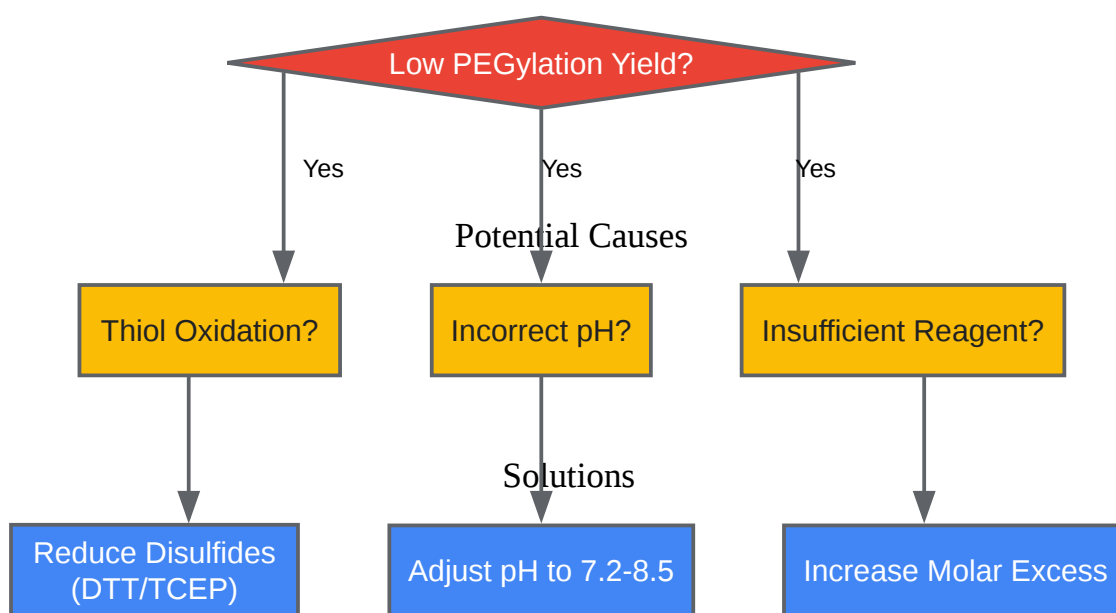 Low PEGylation Yield?
Yes
Yes
Yes
Potential Causes
Thiol Oxidation?
Incorrect pH?
Insufficient Reagent?
Solutions
Reduce Disulfides
(DTT/TCEP)
Adjust pH to 7.2-8.5
Increase Molar Excess